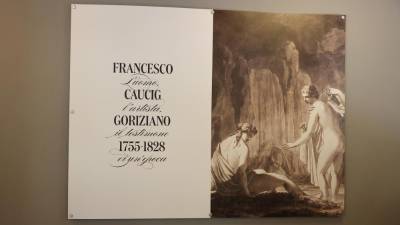 FRANCESCO
L'uomo,
CAUCIG
l'artista,
GORIZIANO
il testimone
1755-1828
di un'epoca